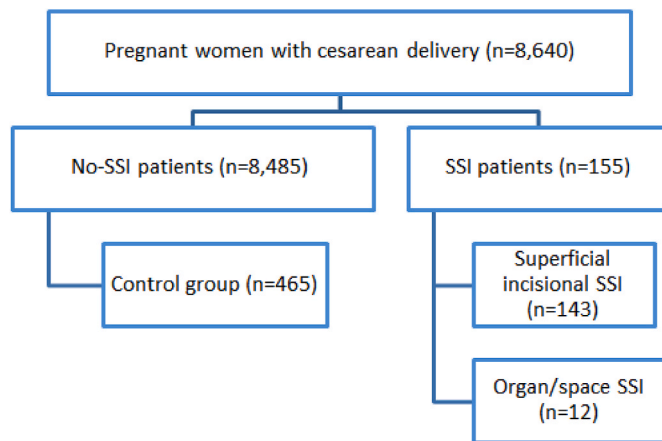 Pregnant women with cesarean delivery (n=8,640)
No-SSI patients (n=8,485)
SSI patients (n=155)
Control group (n=465)
Superficial
incisional SSI
(n=143)
Organ/space SSI
(n=12)